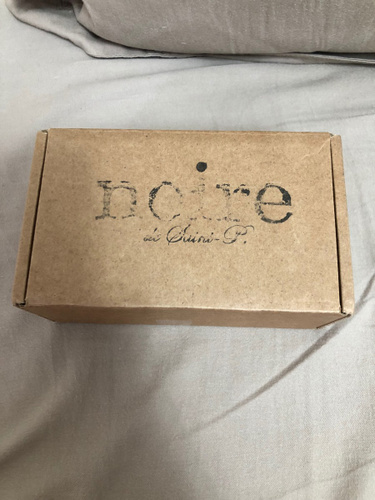 noire
de Saint-P.